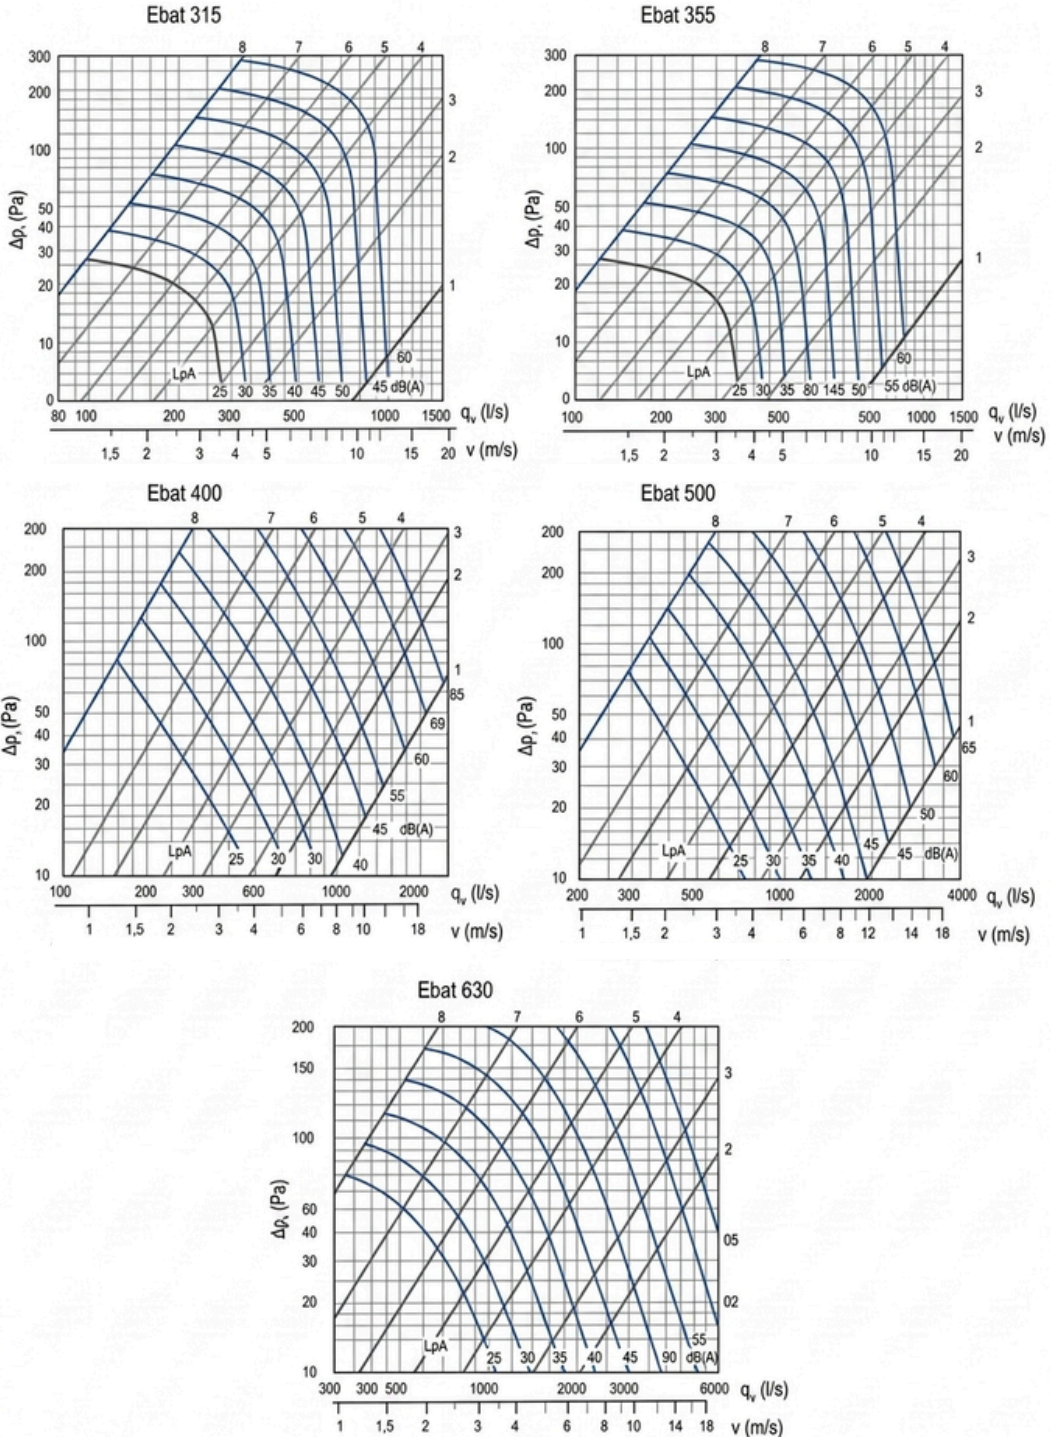 Ebat 315
8 7 6 5 4
300
200
100
50
40
30
20
10
0
Δpₜ (Pa)
3
2
1
60
LpA
25 30 35 40 45 50 45 dB(A)
80 100 200 300 500 1000 1500 qᵥ (l/s)
1,5 2 3 4 5 10 15 20 v (m/s)
Ebat 355
8 7 6 5 4
300
200
100
50
40
30
20
10
0
Δpₜ (Pa)
3
2
1
60
LpA
25 30 35 80 145 50 55 dB(A)
100 200 300 500 500 1000 1500 qᵥ (l/s)
1,5 2 3 4 5 10 15 20 v (m/s)
Ebat 400
8 7 6 5 4
200
200
100
50
40
30
20
10
Δpₜ (Pa)
3
2
1
85
69
60
55
45 dB(A)
LpA
25 30 30 40
100 200 300 600 1000 2000 qᵥ (l/s)
1 1,5 2 3 4 6 8 10 18 v (m/s)
Ebat 500
8 7 6 5 4
200
200
100
50
40
30
20
10
Δpₜ (Pa)
3
2
1
65
60
50
45 45 dB(A)
LpA
25 30 35 40
200 300 500 1000 2000 4000 qᵥ (l/s)
1 1,5 2 3 4 6 8 12 14 18 v (m/s)
Ebat 630
8 7 6 5 4
200
150
100
60
40
30
20
10
Δpₜ (Pa)
3
2
05
02
55
LpA
25 30 35 40 45 90 dB(A)
300 300 500 1000 2000 3000 6000 qᵥ (l/s)
1 1,5 2 3 4 6 8 10 14 18 v (m/s)